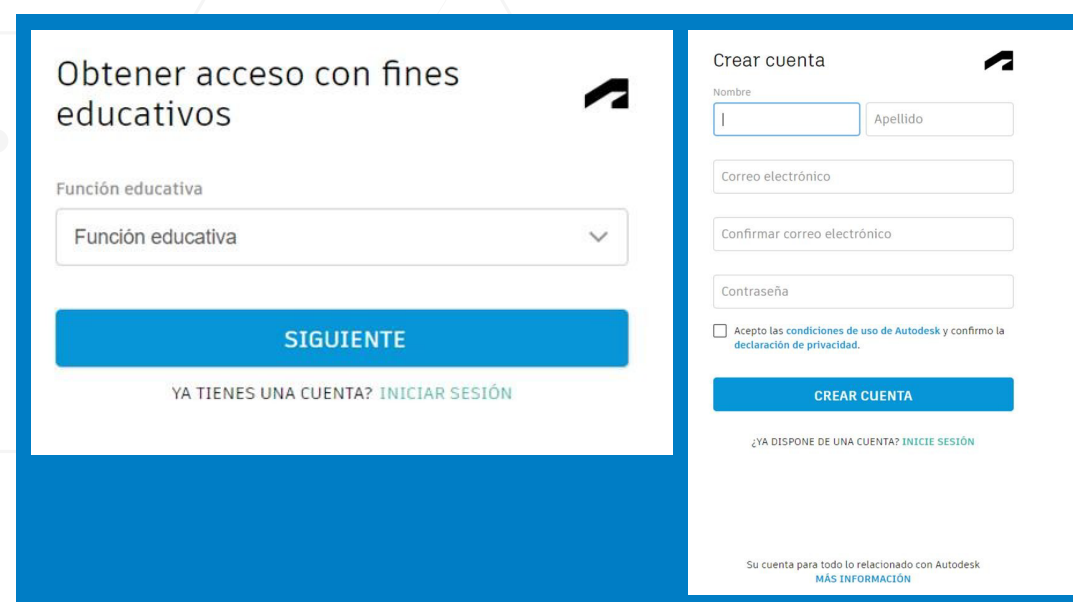 Obtener acceso con fines
educativos
Función educativa
Función educativa
SIGUIENTE
YA TIENES UNA CUENTA? INICIAR SESIÓN
Crear cuenta
Nombre
Apellido
Correo electrónico
Confirmar correo electrónico
Contraseña
Acepto las condiciones de uso de Autodesk y confirmo la
declaración de privacidad.
CREAR CUENTA
¿YA DISPONE DE UNA CUENTA? INICIE SESIÓN
Su cuenta para todo lo relacionado con Autodesk
MÁS INFORMACIÓN